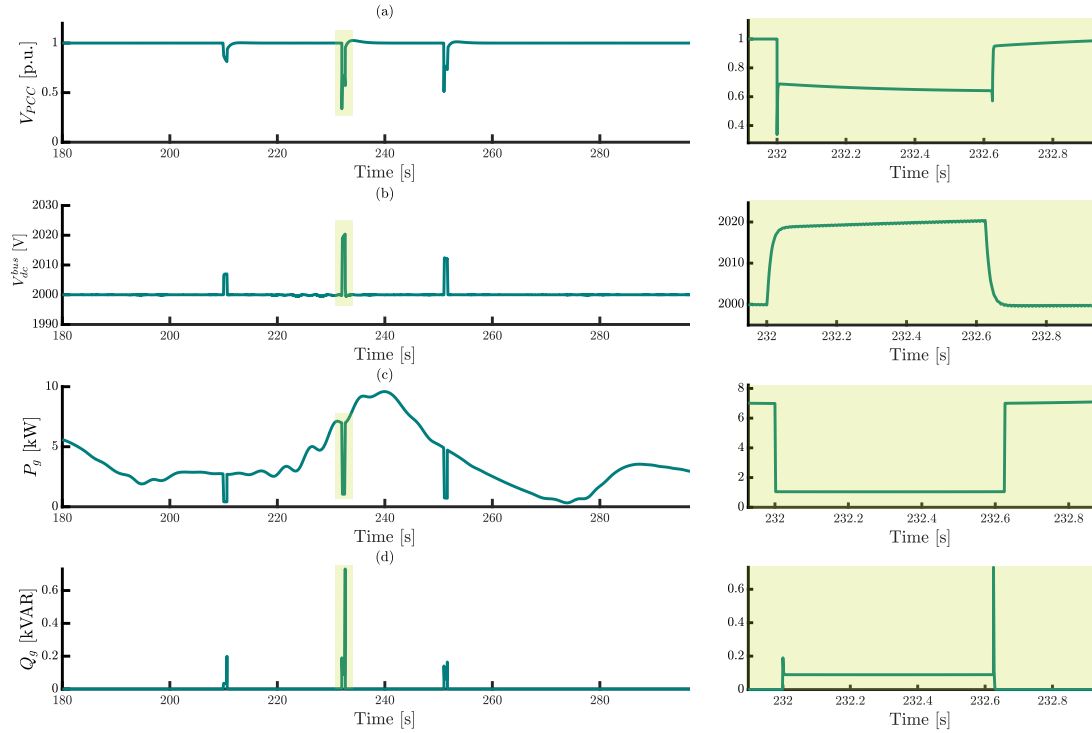 (a)
V_PCC [p.u.]
1
0.5
0
180 200 220 240 260 280
Time [s]
1
0.8
0.6
0.4
232 232.2 232.4 232.6 232.8
Time [s]
(b)
V_dc^bus [V]
2030
2020
2010
2000
1990
180 200 220 240 260 280
Time [s]
2020
2010
2000
232 232.2 232.4 232.6 232.8
Time [s]
(c)
P_g [kW]
10
5
0
180 200 220 240 260 280
Time [s]
8
6
4
2
0
232 232.2 232.4 232.6 232.8
Time [s]
(d)
Q_g [kVAR]
0.6
0.4
0.2
0
180 200 220 240 260 280
Time [s]
0.6
0.4
0.2
0
232 232.2 232.4 232.6 232.8
Time [s]